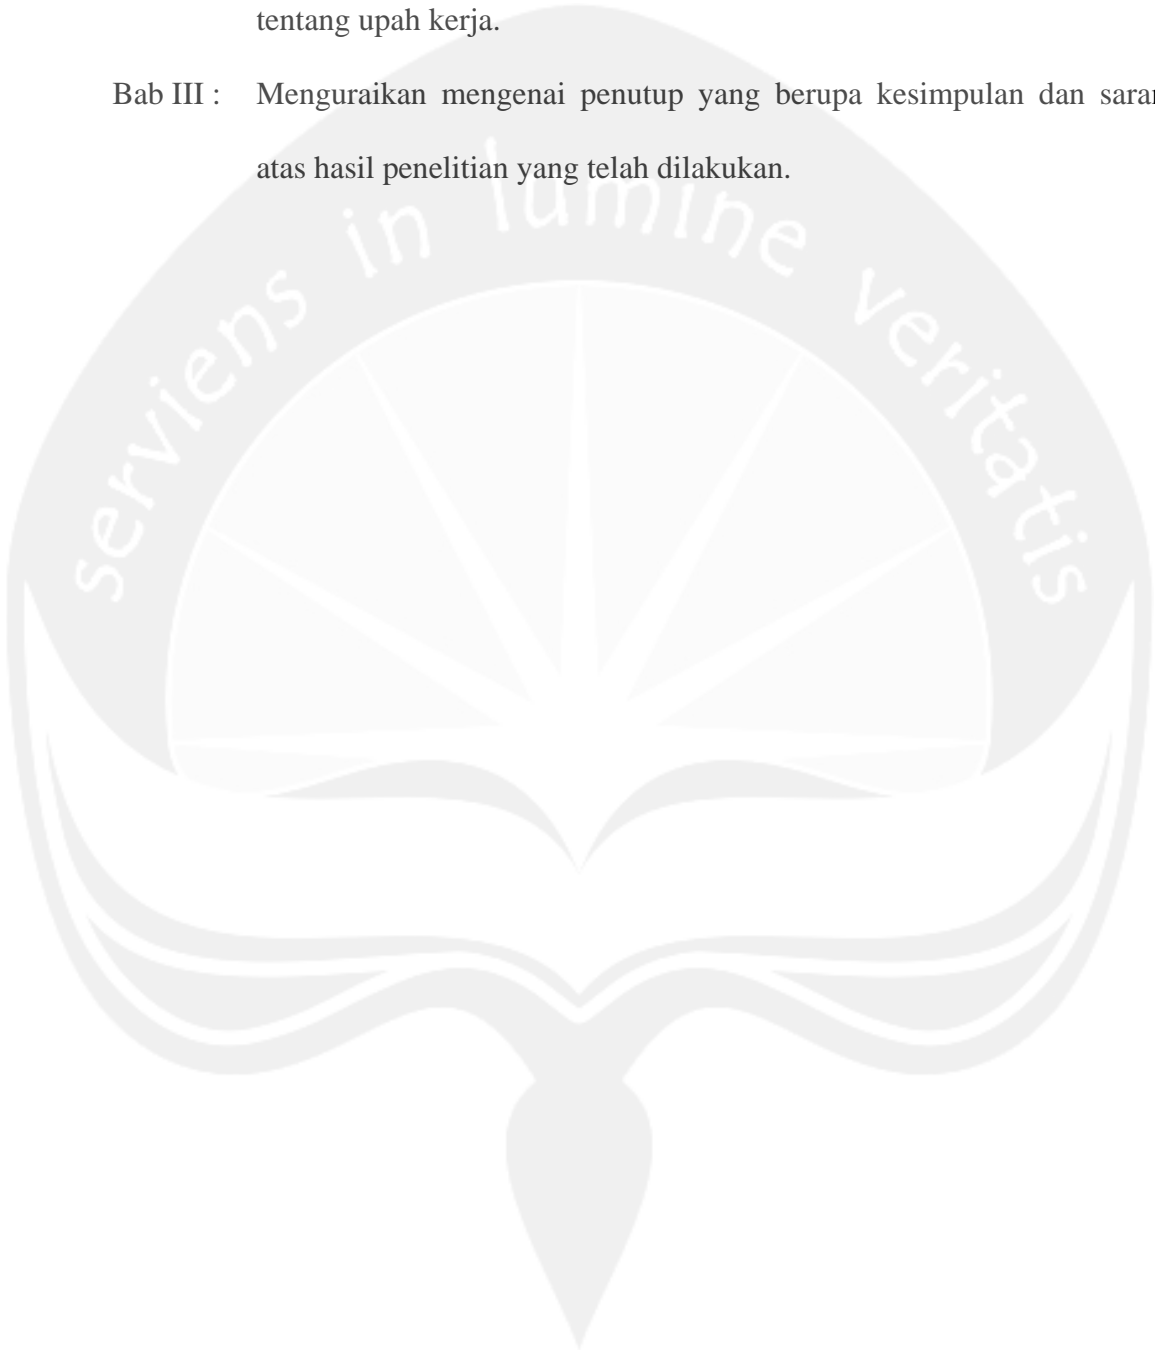 tentang upah kerja.
Bab III : Menguraikan mengenai penutup yang berupa kesimpulan dan saran
atas hasil penelitian yang telah dilakukan.
serviens in lumine veritatis